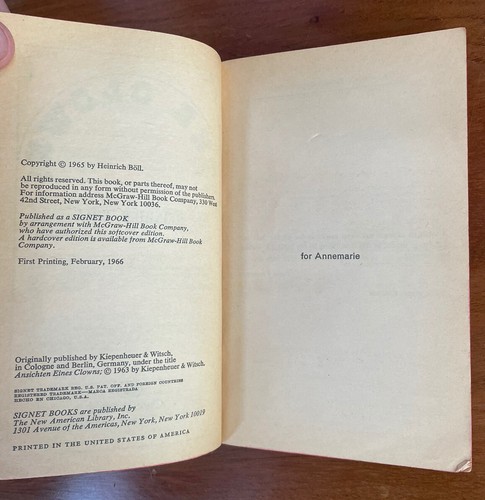 Copyright © 1965 by Heinrich Böll.
All rights reserved. This book, or parts thereof, may not
be reproduced in any form without permission of the publishers.
For information address McGraw-Hill Book Company, 330 West
42nd Street, New York, New York 10036.
Published as a SIGNET BOOK
by arrangement with McGraw-Hill Book Company,
who have authorized this softcover edition.
A hardcover edition is available from McGraw-Hill Book
Company.
First Printing, February, 1966
Originally published by Kiepenheuer & Witsch,
in Cologne and Berlin, Germany, under the title
Ansichten Eines Clowns; © 1963 by Kiepenheuer & Witsch.
SIGNET TRADEMARK REG. U.S. PAT. OFF. AND FOREIGN COUNTRIES
REGISTERED TRADEMARK—MARCA REGISTRADA
HECHO EN CHICAGO, U.S.A.
SIGNET BOOKS are published by
The New American Library, Inc.
1301 Avenue of the Americas, New York, New York 10019
PRINTED IN THE UNITED STATES OF AMERICA
for Annemarie